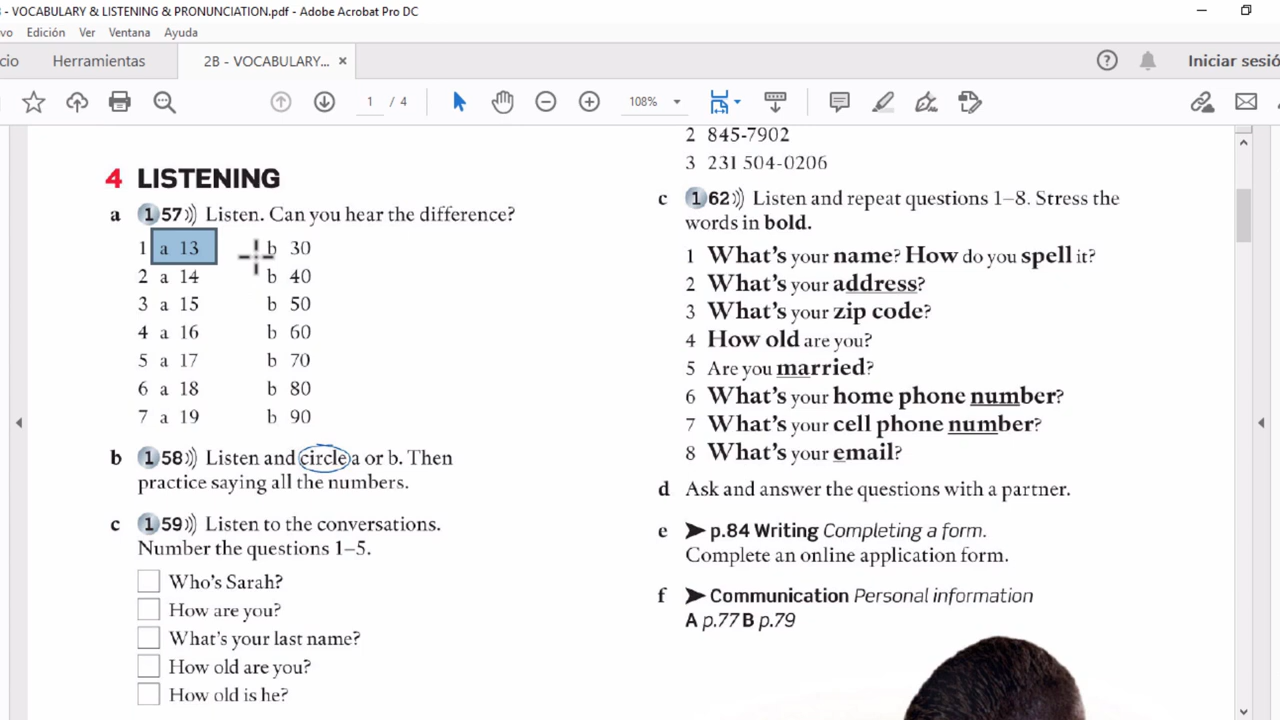 - VOCABULARY & LISTENING & PRONUNCIATION.pdf - Adobe Acrobat Pro DC
vo Edición Ver Ventana Ayuda
cio Herramientas 2B - VOCABULARY... × Iniciar sesió
1 / 4 108%
4 LISTENING
a 1 57 Listen. Can you hear the difference?
1 a 13 b 30
2 a 14 b 40
3 a 15 b 50
4 a 16 b 60
5 a 17 b 70
6 a 18 b 80
7 a 19 b 90
b 1 58 Listen and circle a or b. Then
practice saying all the numbers.
c 1 59 Listen to the conversations.
Number the questions 1–5.
Who's Sarah?
How are you?
What's your last name?
How old are you?
How old is he?
2 845-7902
3 231 504-0206
c 1 62 Listen and repeat questions 1–8. Stress the
words in bold.
1 What's your name? How do you spell it?
2 What's your address?
3 What's your zip code?
4 How old are you?
5 Are you married?
6 What's your home phone number?
7 What's your cell phone number?
8 What's your email?
d Ask and answer the questions with a partner.
e ➤ p.84 Writing Completing a form.
Complete an online application form.
f ➤ Communication Personal information
A p.77 B p.79